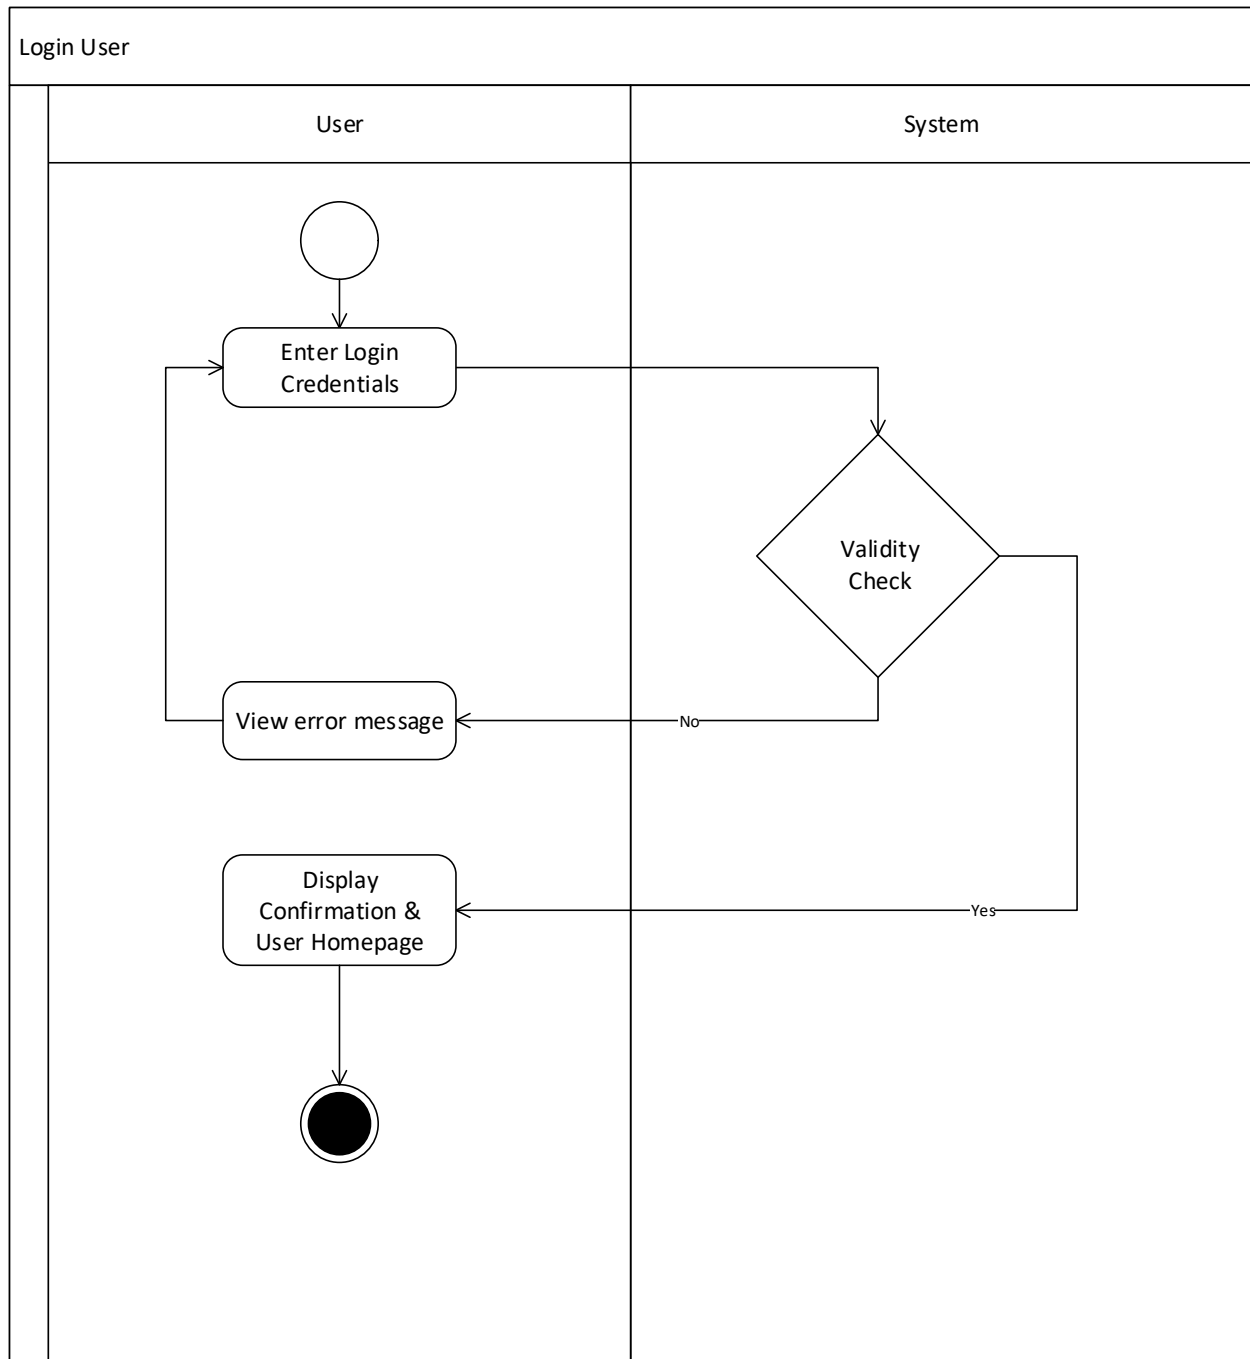 Login User
User
System
Enter Login
Credentials
Validity
Check
View error message
No
Display
Confirmation &
User Homepage
Yes